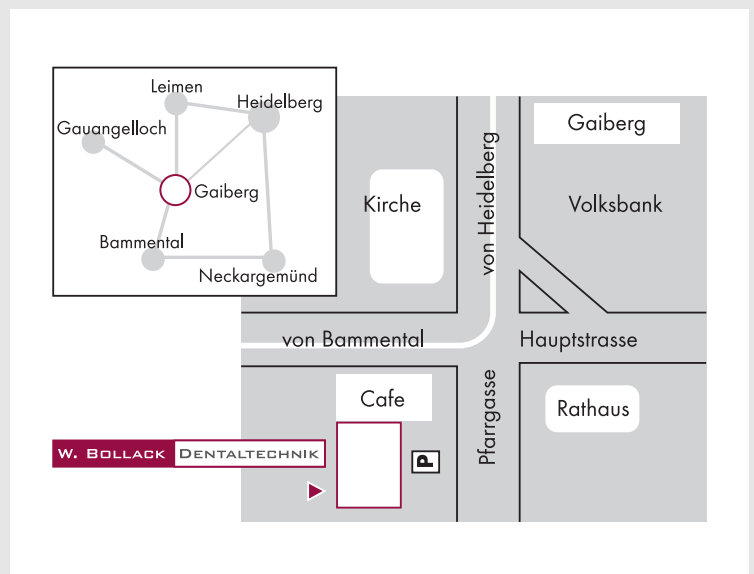 Leimen
Heidelberg
Gauangelloch
Gaiberg
Bammental
Neckargemünd
Gaiberg
Kirche
von Heidelberg
Volksbank
von Bammental
Hauptstrasse
Cafe
Pfarrgasse
Rathaus
W. BOLLACK DENTALTECHNIK
P